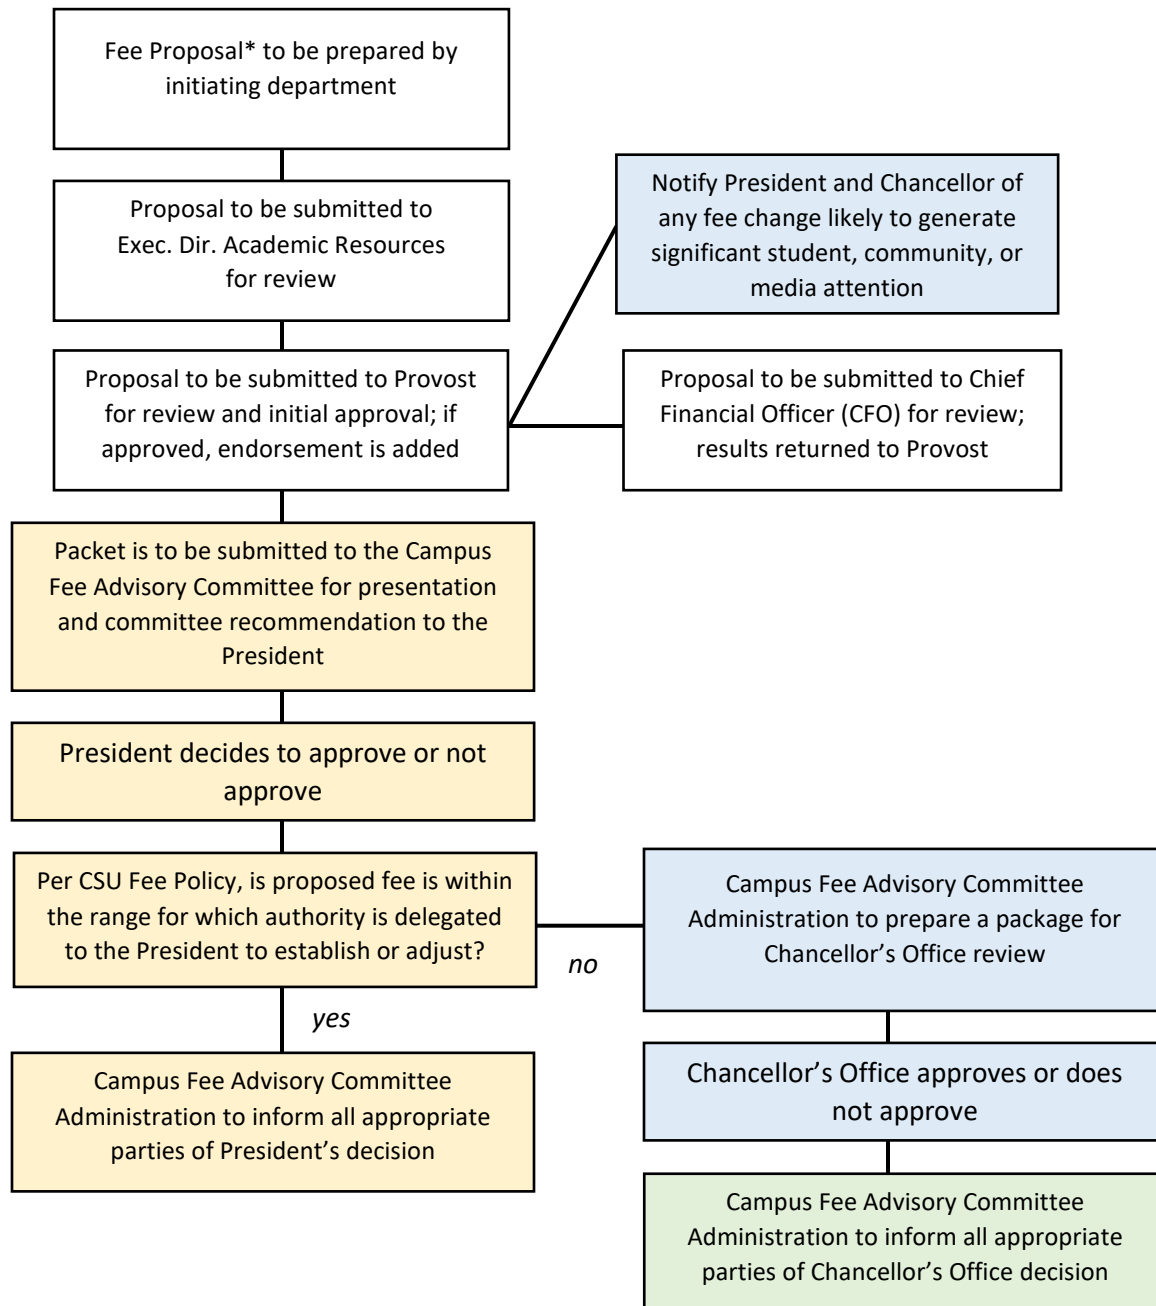 Fee Proposal* to be prepared by
initiating department
Proposal to be submitted to
Exec. Dir. Academic Resources
for review
Notify President and Chancellor of
any fee change likely to generate
significant student, community, or
media attention
Proposal to be submitted to Provost
for review and initial approval; if
approved, endorsement is added
Proposal to be submitted to Chief
Financial Officer (CFO) for review;
results returned to Provost
Packet is to be submitted to the Campus
Fee Advisory Committee for presentation
and committee recommendation to the
President
President decides to approve or not
approve
Per CSU Fee Policy, is proposed fee is within
the range for which authority is delegated
to the President to establish or adjust?
no
Campus Fee Advisory Committee
Administration to prepare a package for
Chancellor’s Office review
yes
Campus Fee Advisory Committee
Administration to inform all appropriate
parties of President’s decision
Chancellor’s Office approves or does
not approve
Campus Fee Advisory Committee
Administration to inform all appropriate
parties of Chancellor’s Office decision